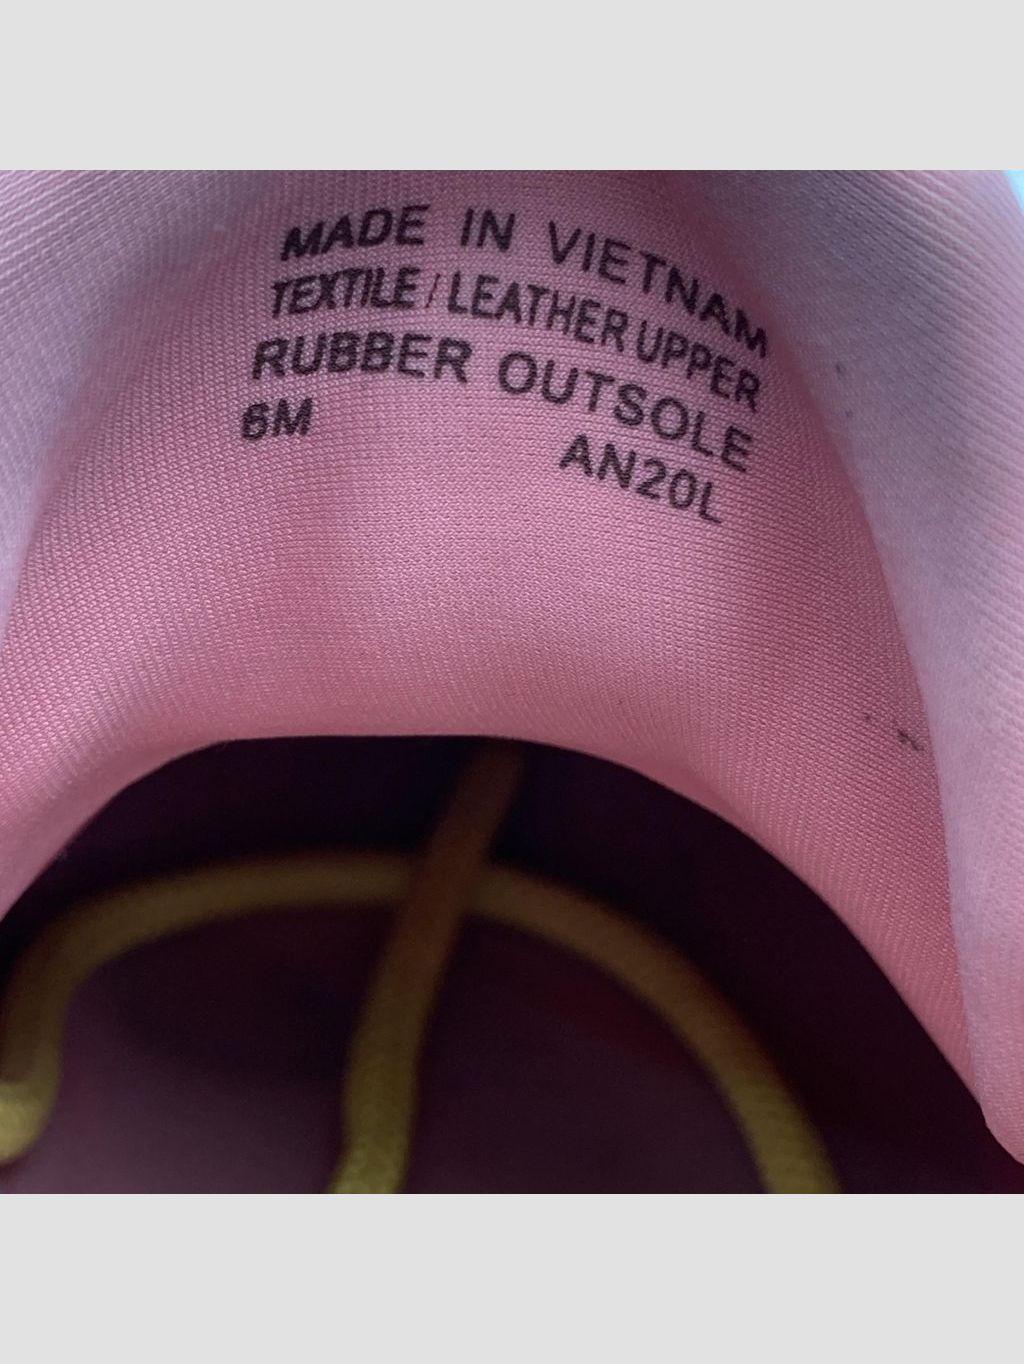 MADE IN VIETNAM
TEXTILE/LEATHER UPPER
RUBBER OUTSOLE
6M
AN20L